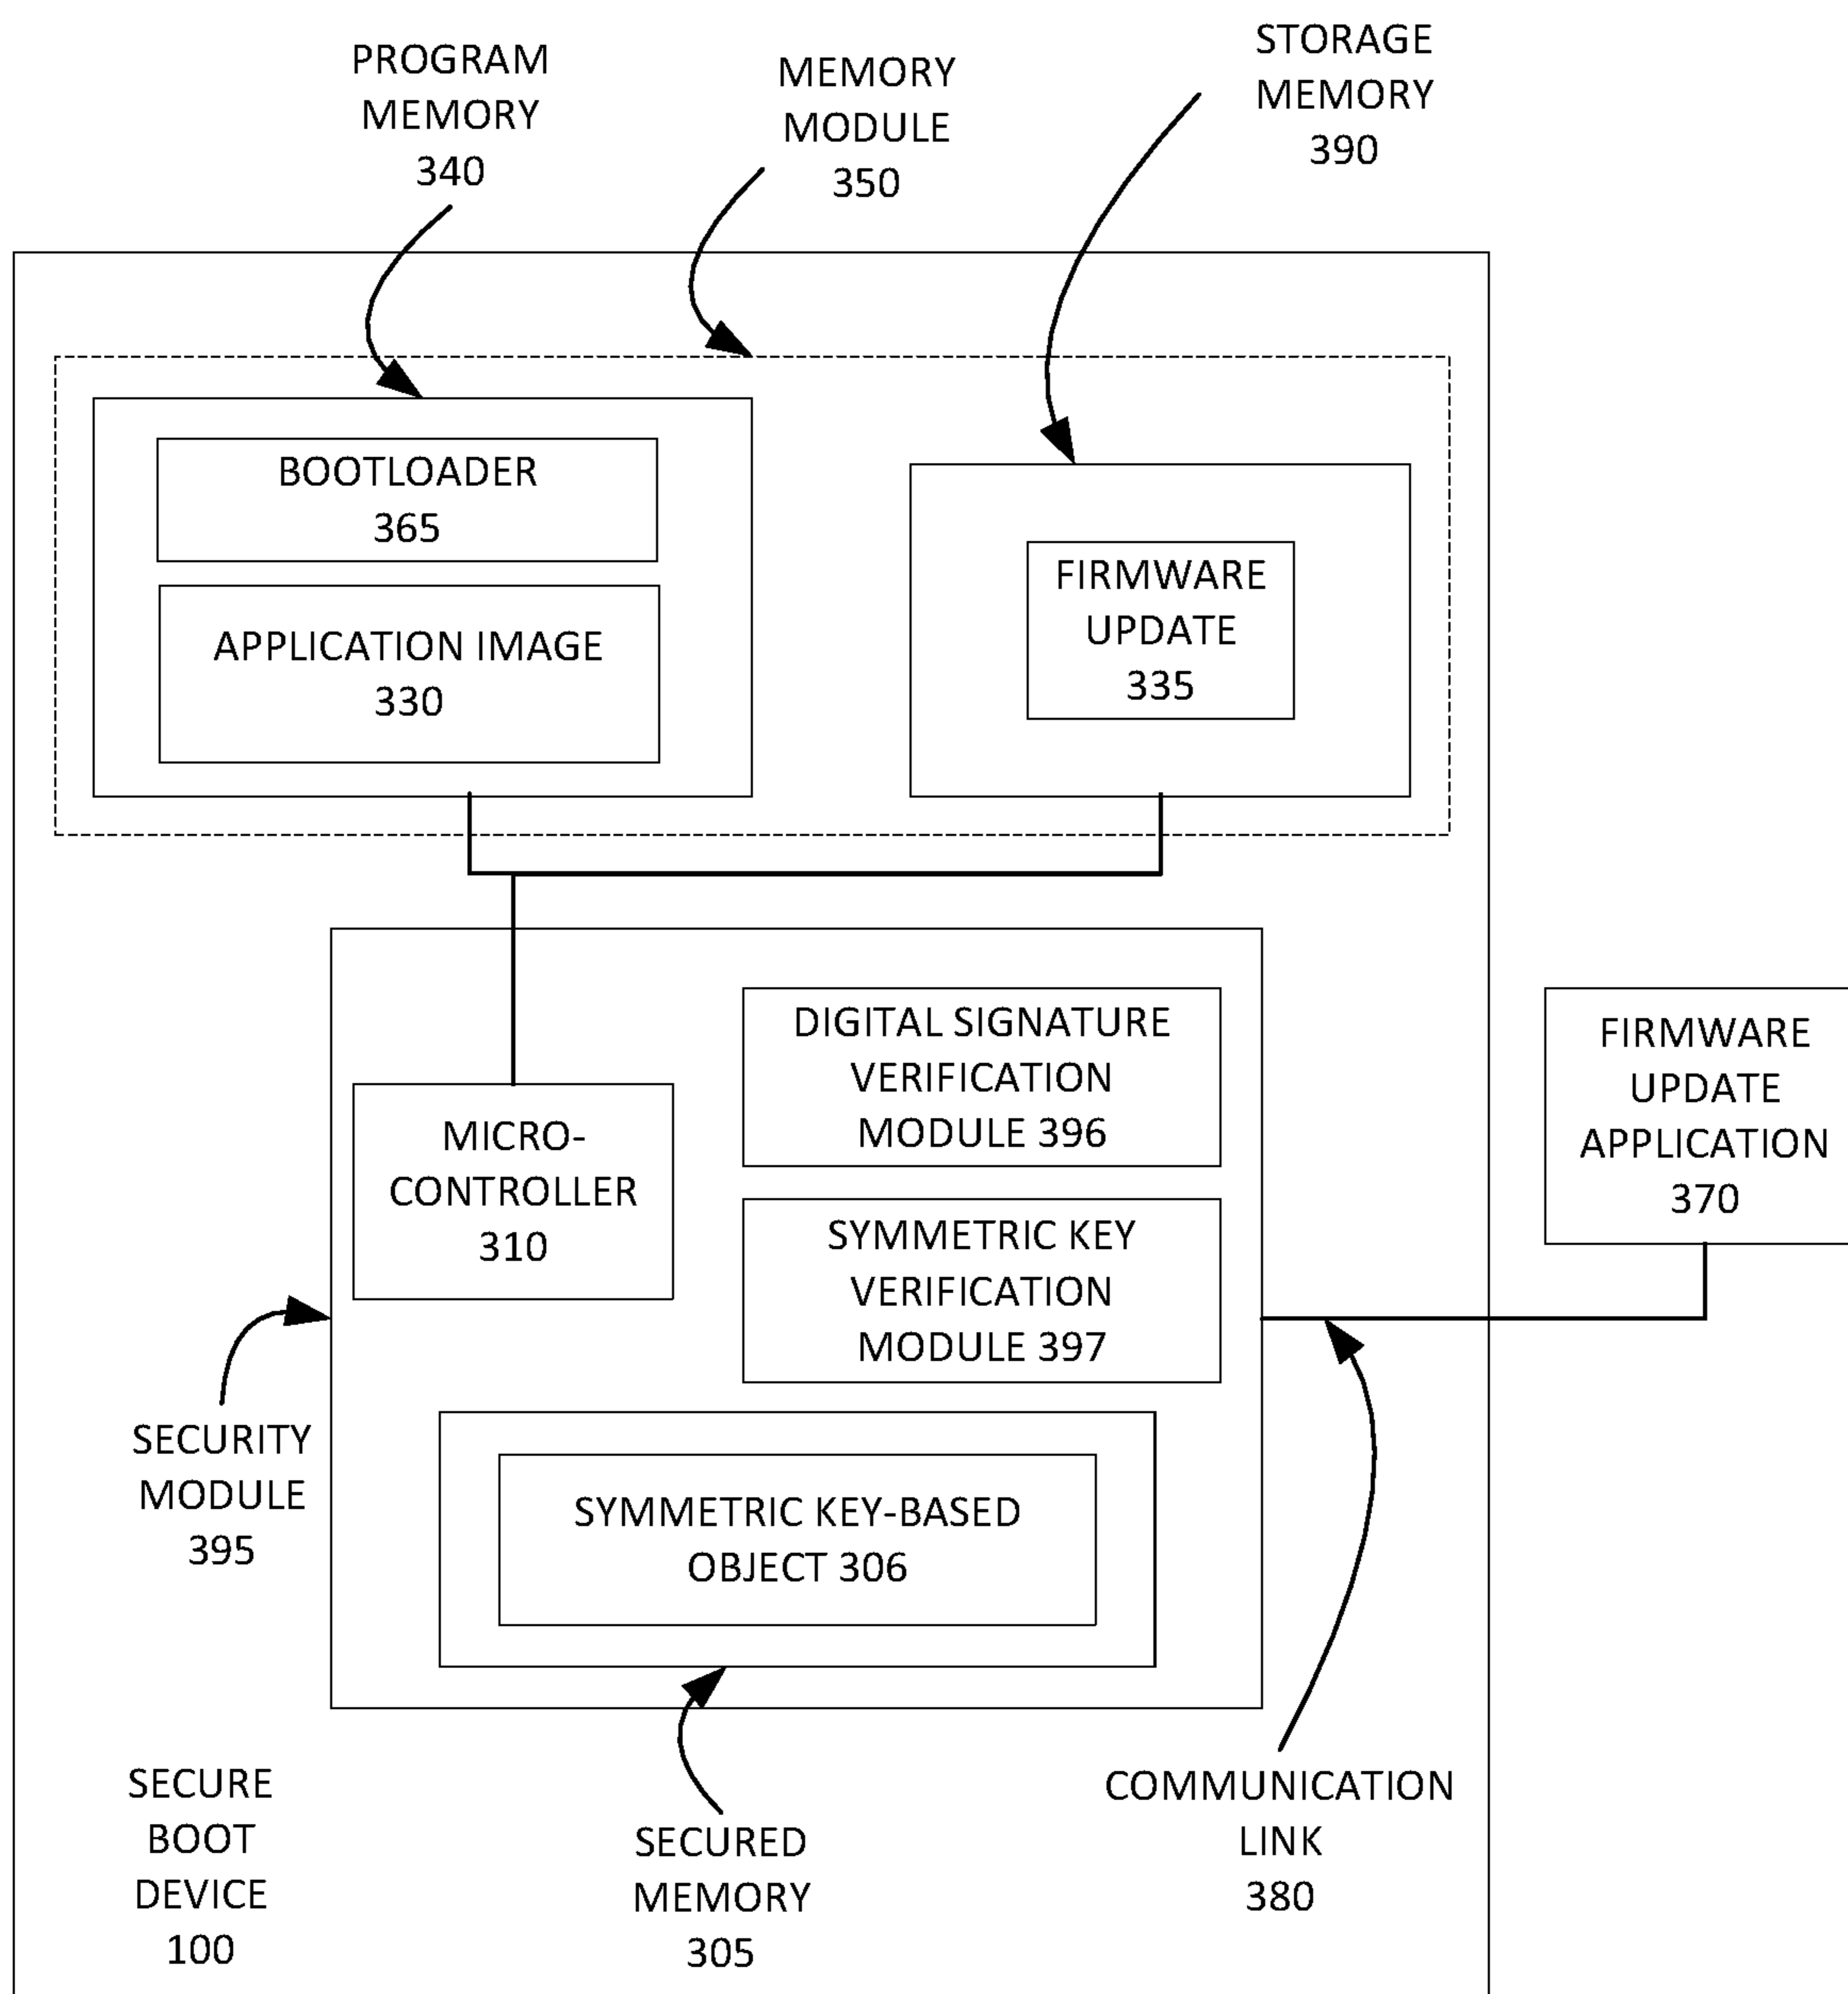 PROGRAM
MEMORY
340
MEMORY
MODULE
350
STORAGE
MEMORY
390
BOOTLOADER
365
APPLICATION IMAGE
330
FIRMWARE
UPDATE
335
DIGITAL SIGNATURE
VERIFICATION
MODULE 396
MICRO-
CONTROLLER
310
SYMMETRIC KEY
VERIFICATION
MODULE 397
FIRMWARE
UPDATE
APPLICATION
370
SECURITY
MODULE
395
SYMMETRIC KEY-BASED
OBJECT 306
SECURE
BOOT
DEVICE
100
SECURED
MEMORY
305
COMMUNICATION
LINK
380